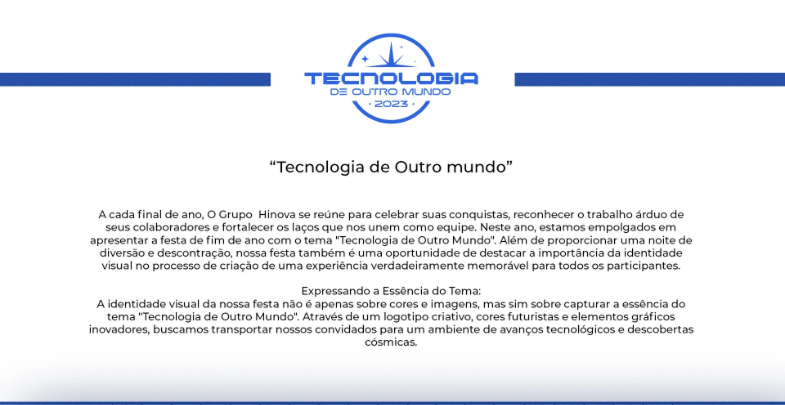 TECNOLOGIA
DE OUTRO MUNDO
· 2023 ·
“Tecnologia de Outro mundo”
A cada final de ano, O Grupo  Hinova se reúne para celebrar suas conquistas, reconhecer o trabalho árduo de
seus colaboradores e fortalecer os laços que nos unem como equipe. Neste ano, estamos empolgados em
apresentar a festa de fim de ano com o tema "Tecnologia de Outro Mundo". Além de proporcionar uma noite de
diversão e descontração, nossa festa também é uma oportunidade de destacar a importância da identidade
visual no processo de criação de uma experiência verdadeiramente memorável para todos os participantes.
Expressando a Essência do Tema:
A identidade visual da nossa festa não é apenas sobre cores e imagens, mas sim sobre capturar a essência do
tema "Tecnologia de Outro Mundo". Através de um logotipo criativo, cores futuristas e elementos gráficos
inovadores, buscamos transportar nossos convidados para um ambiente de avanços tecnológicos e descobertas
cósmicas.